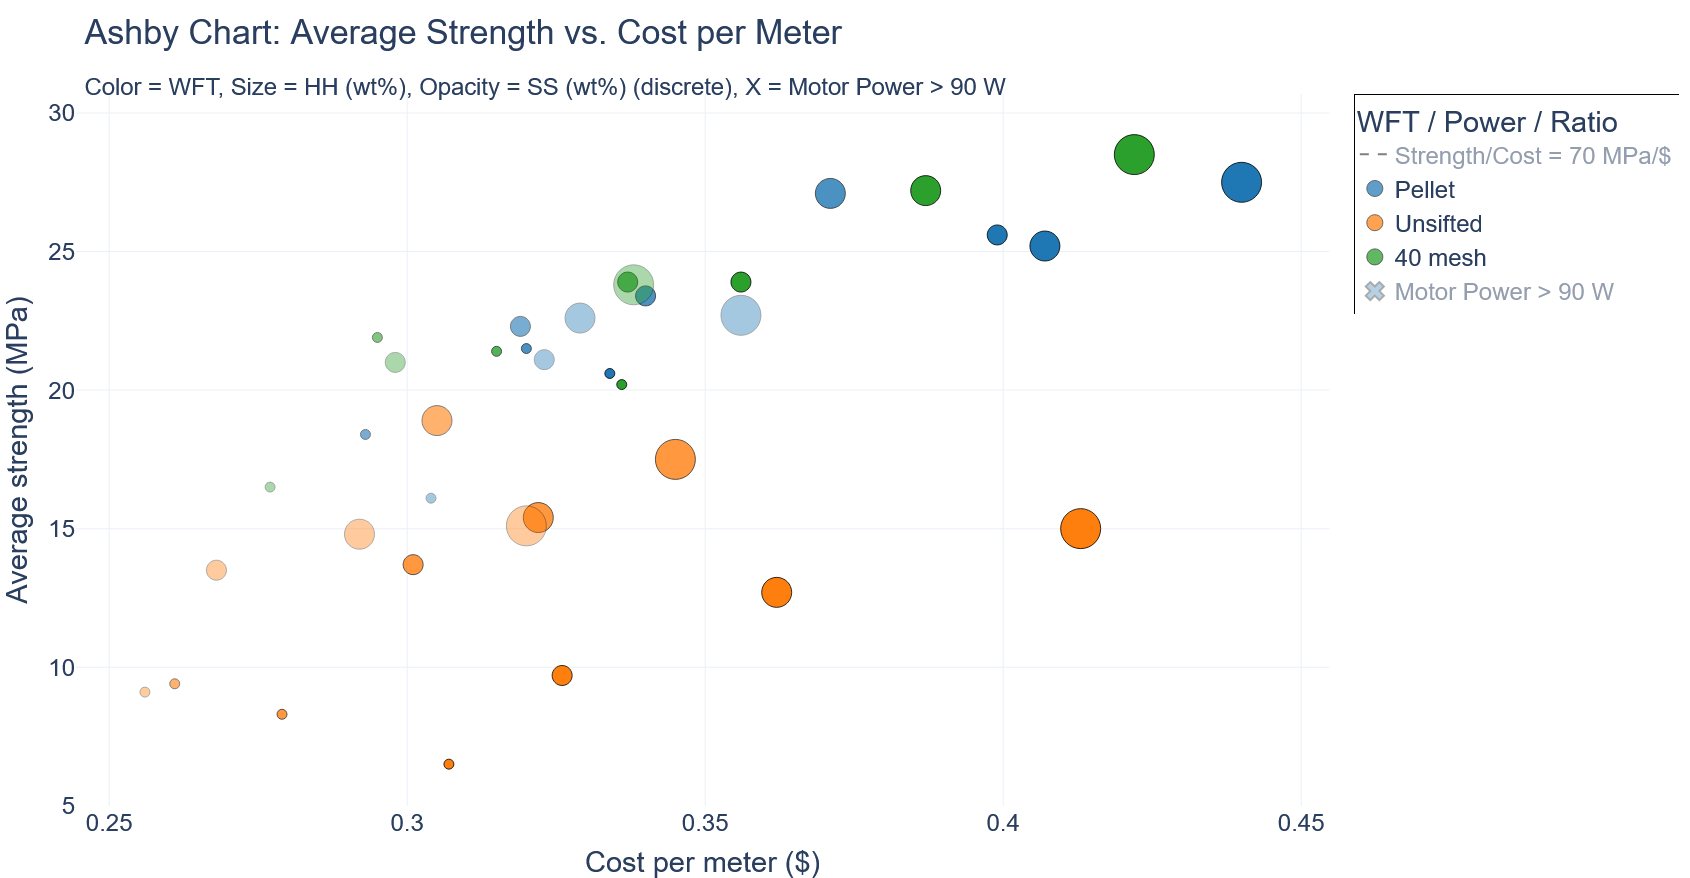 Ashby Chart: Average Strength vs. Cost per Meter
Color = WFT, Size = HH (wt%), Opacity = SS (wt%) (discrete), X = Motor Power > 90 W
WFT / Power / Ratio
Strength/Cost = 70 MPa/$
Pellet
Unsifted
40 mesh
Motor Power > 90 W
Average strength (MPa)
30
25
20
15
10
5
0.25 0.3 0.35 0.4 0.45
Cost per meter ($)